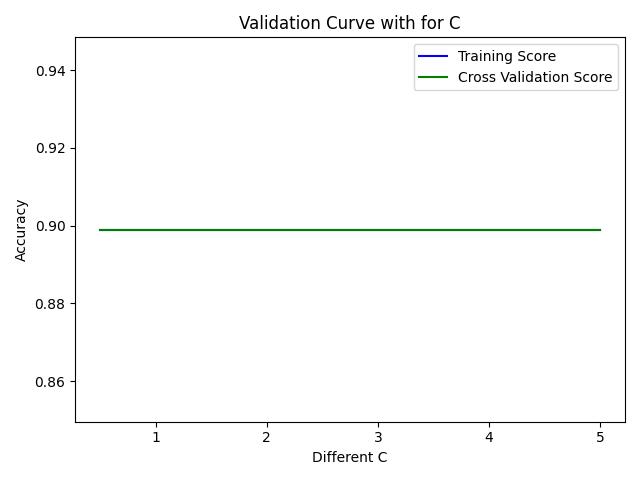 Validation Curve with for C
Training Score
Cross Validation Score
Accuracy
0.94
0.92
0.90
0.88
0.86
1 2 3 4 5
Different C